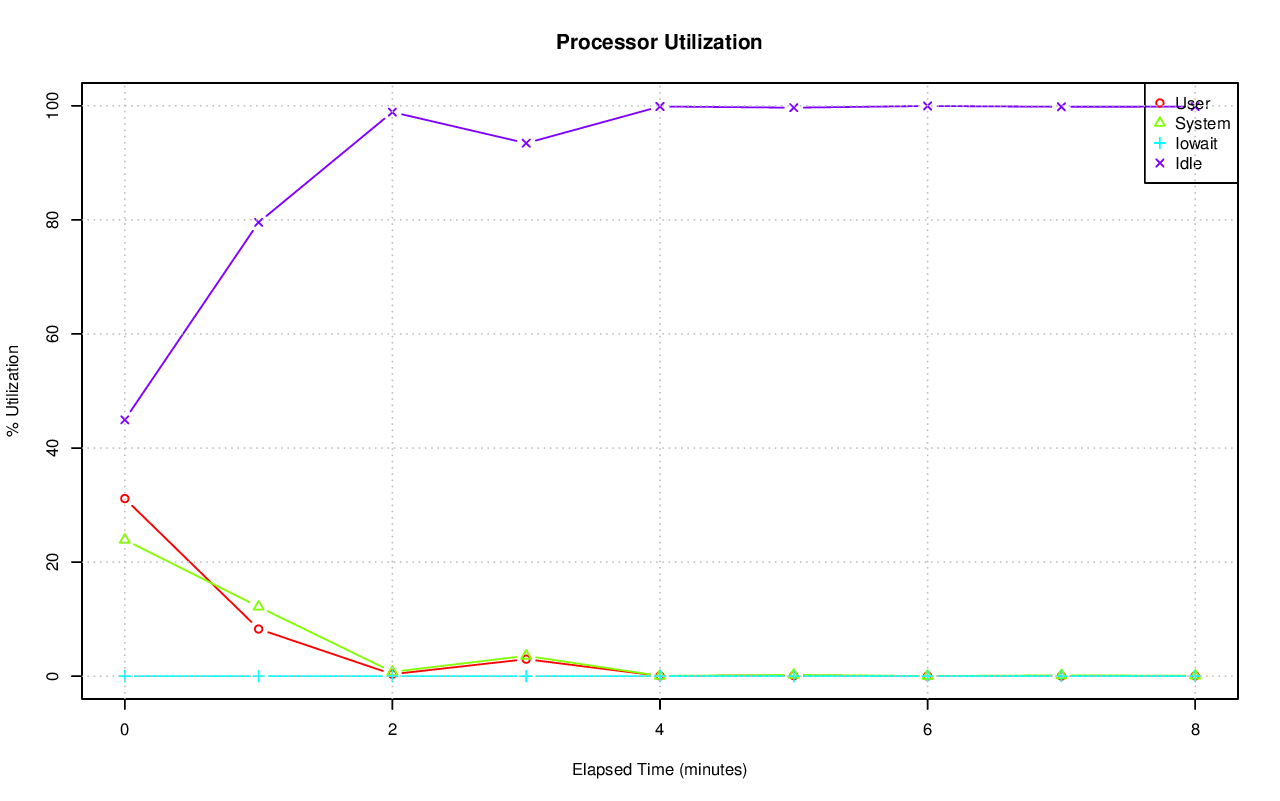 Processor Utilization
% Utilization
100
80
60
40
20
0
User
System
Iowait
Idle
0 2 4 6 8
Elapsed Time (minutes)